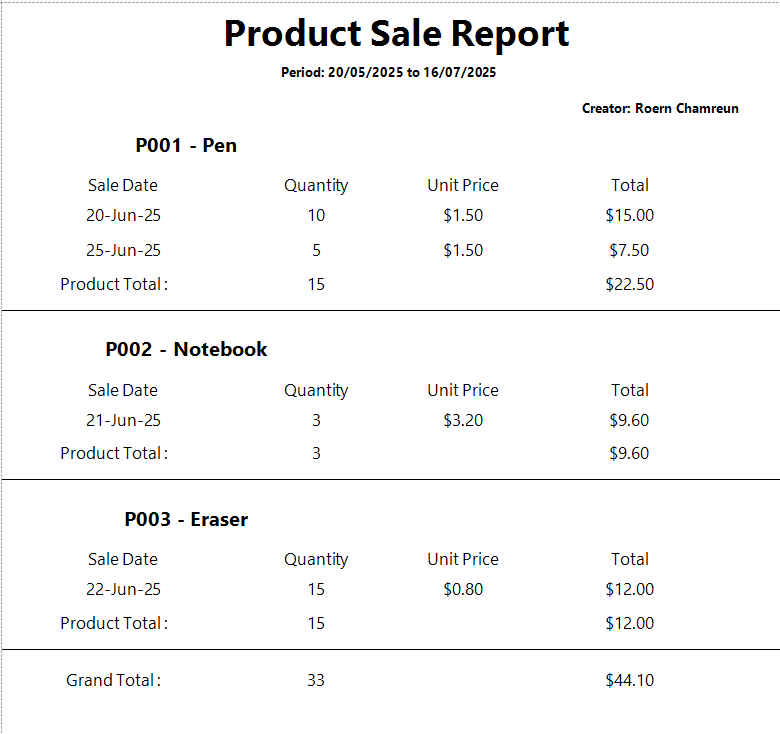 Product Sale Report
Period: 20/05/2025 to 16/07/2025
Creator: Roern Chamreun
P001 - Pen
Sale Date Quantity Unit Price Total
20-Jun-25 10 $1.50 $15.00
25-Jun-25 5 $1.50 $7.50
Product Total : 15 $22.50
P002 - Notebook
Sale Date Quantity Unit Price Total
21-Jun-25 3 $3.20 $9.60
Product Total : 3 $9.60
P003 - Eraser
Sale Date Quantity Unit Price Total
22-Jun-25 15 $0.80 $12.00
Product Total : 15 $12.00
Grand Total : 33 $44.10